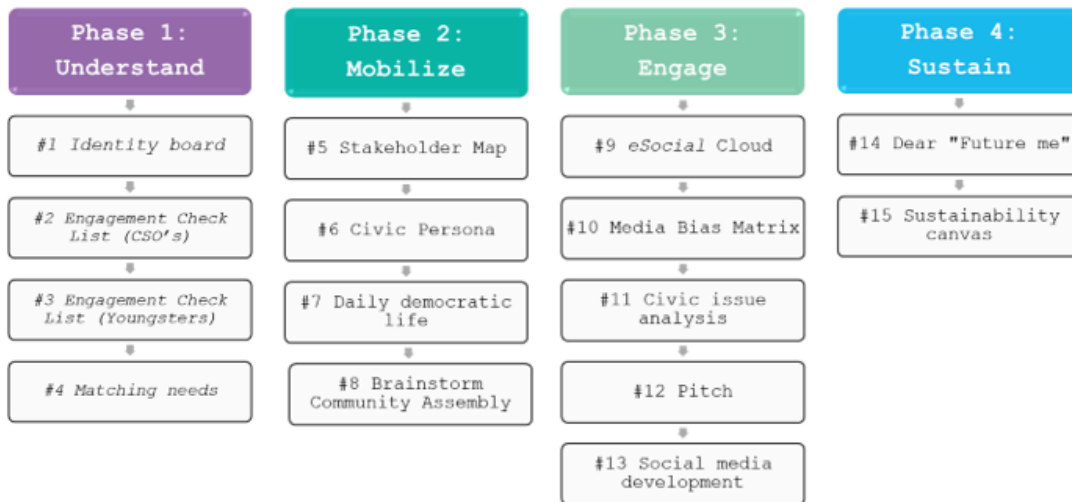 Phase 1:
Understand
#1 Identity board
#2 Engagement Check
List (CSO's)
#3 Engagement Check
List (Youngsters)
#4 Matching needs
Phase 2:
Mobilize
#5 Stakeholder Map
#6 Civic Persona
#7 Daily democratic
life
#8 Brainstorm
Community Assembly
Phase 3:
Engage
#9 eSocial Cloud
#10 Media Bias Matrix
#11 Civic issue
analysis
#12 Pitch
#13 Social media
development
Phase 4:
Sustain
#14 Dear "Future me"
#15 Sustainability
canvas